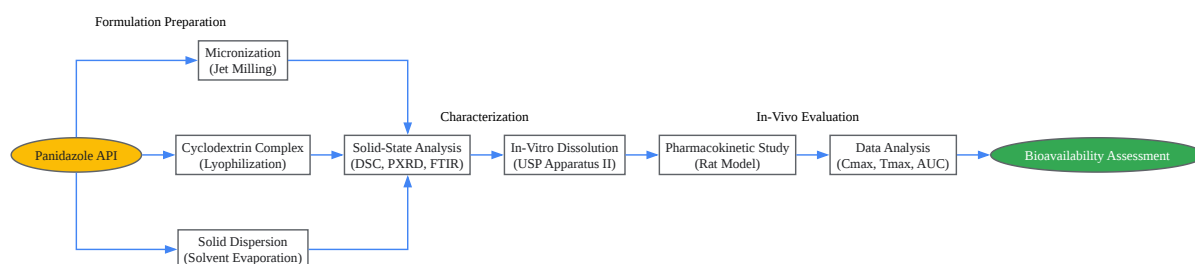 Formulation Preparation
Micronization
(Jet Milling)
Characterization
In-Vivo Evaluation
Panidazole API
Cyclodextrin Complex
(Lyophilization)
Solid-State Analysis
(DSC, PXRD, FTIR)
In-Vitro Dissolution
(USP Apparatus II)
Pharmacokinetic Study
(Rat Model)
Data Analysis
(Cmax, Tmax, AUC)
Bioavailability Assessment
Solid Dispersion
(Solvent Evaporation)